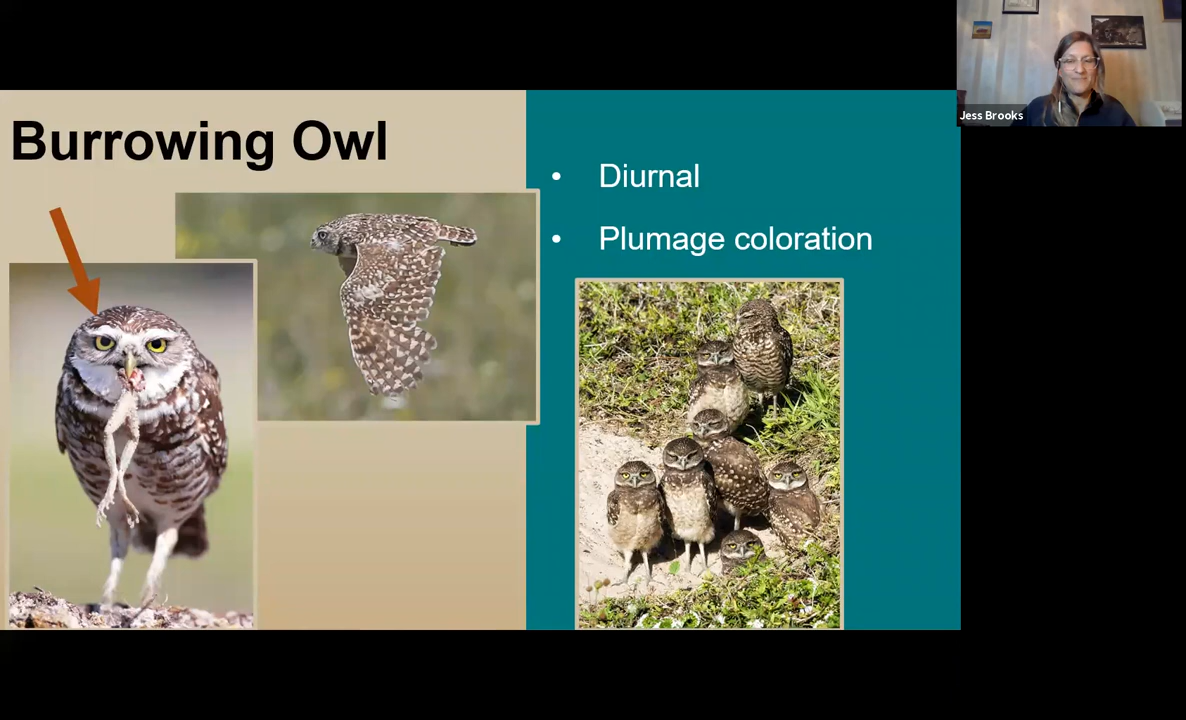 Jess Brooks
Burrowing Owl
• Diurnal
• Plumage coloration